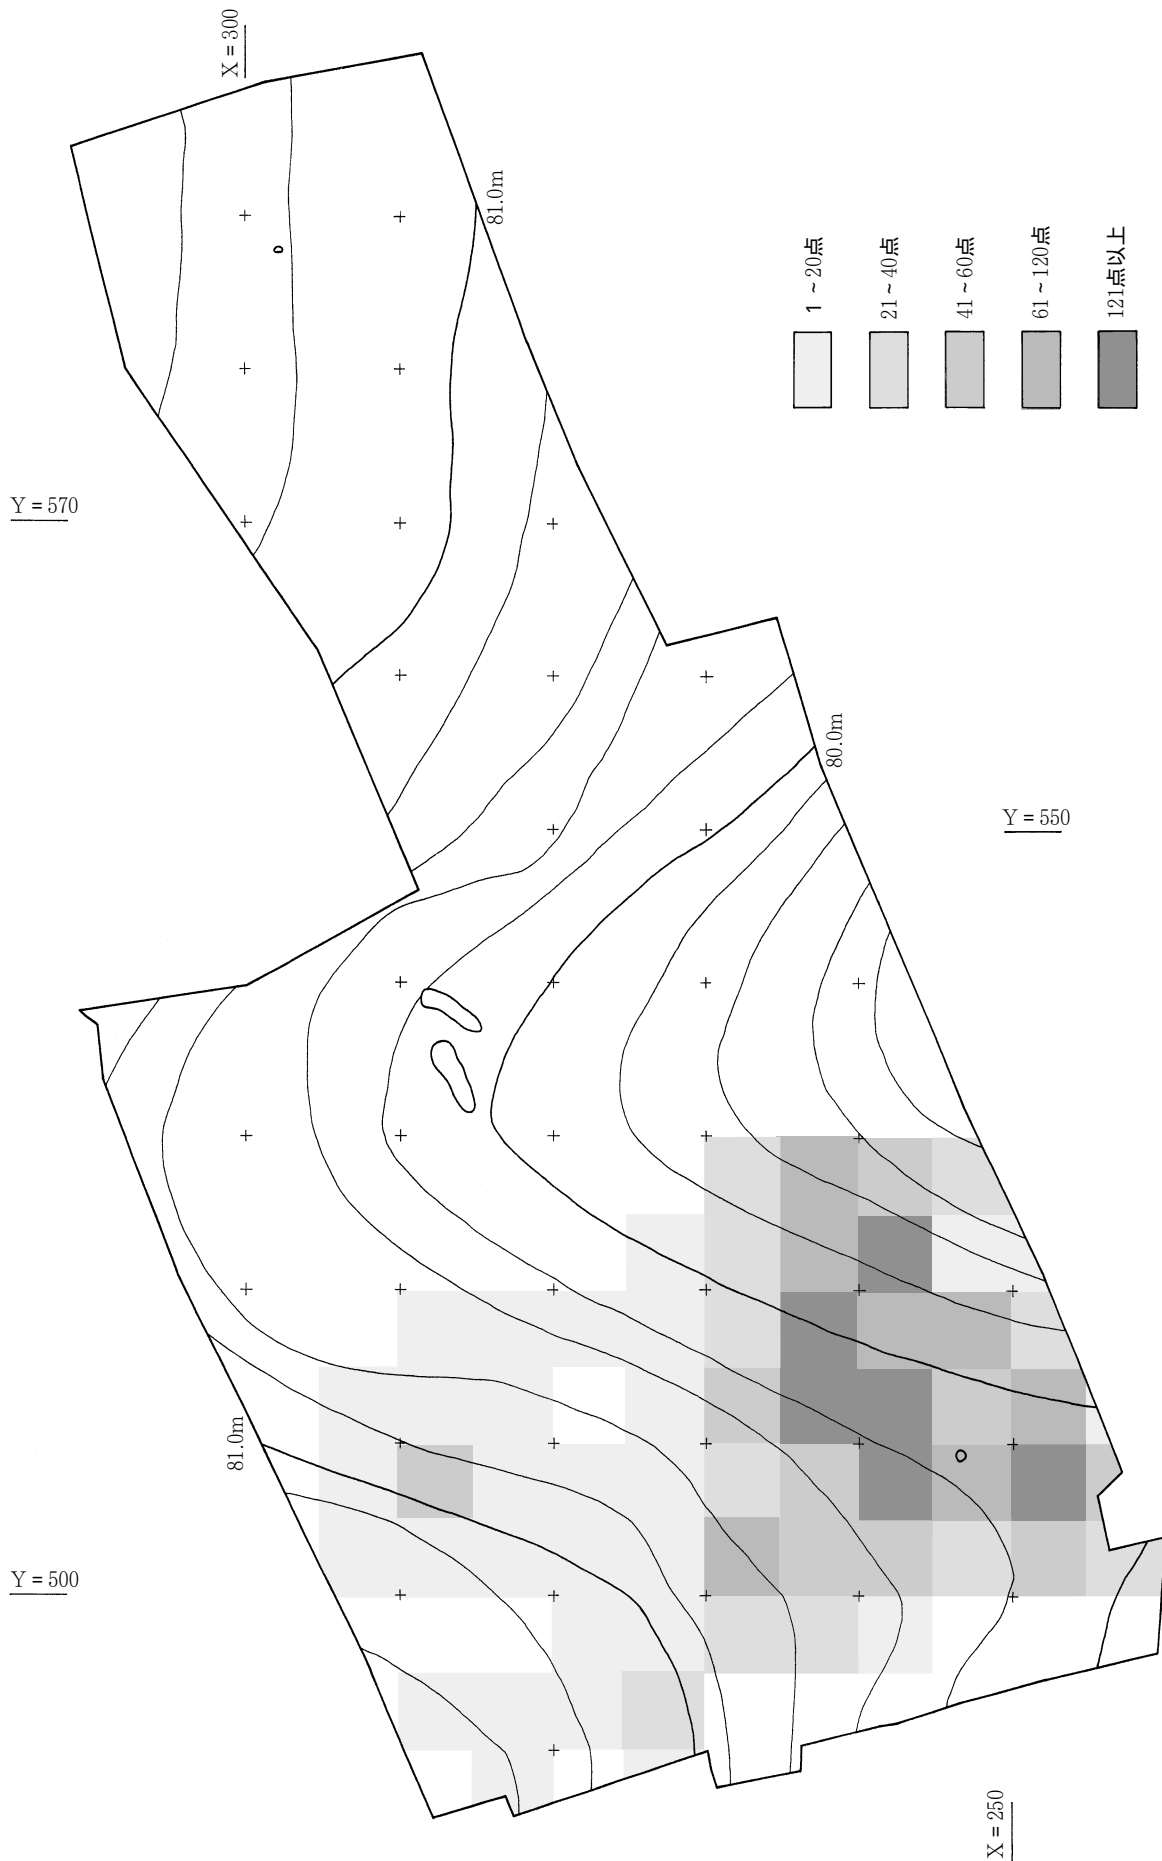 X = 300
81.0m
1～20点
21～40点
41～60点
61～120点
121点以上
Y = 570
80.0m
Y = 550
81.0m
Y = 500
X = 250